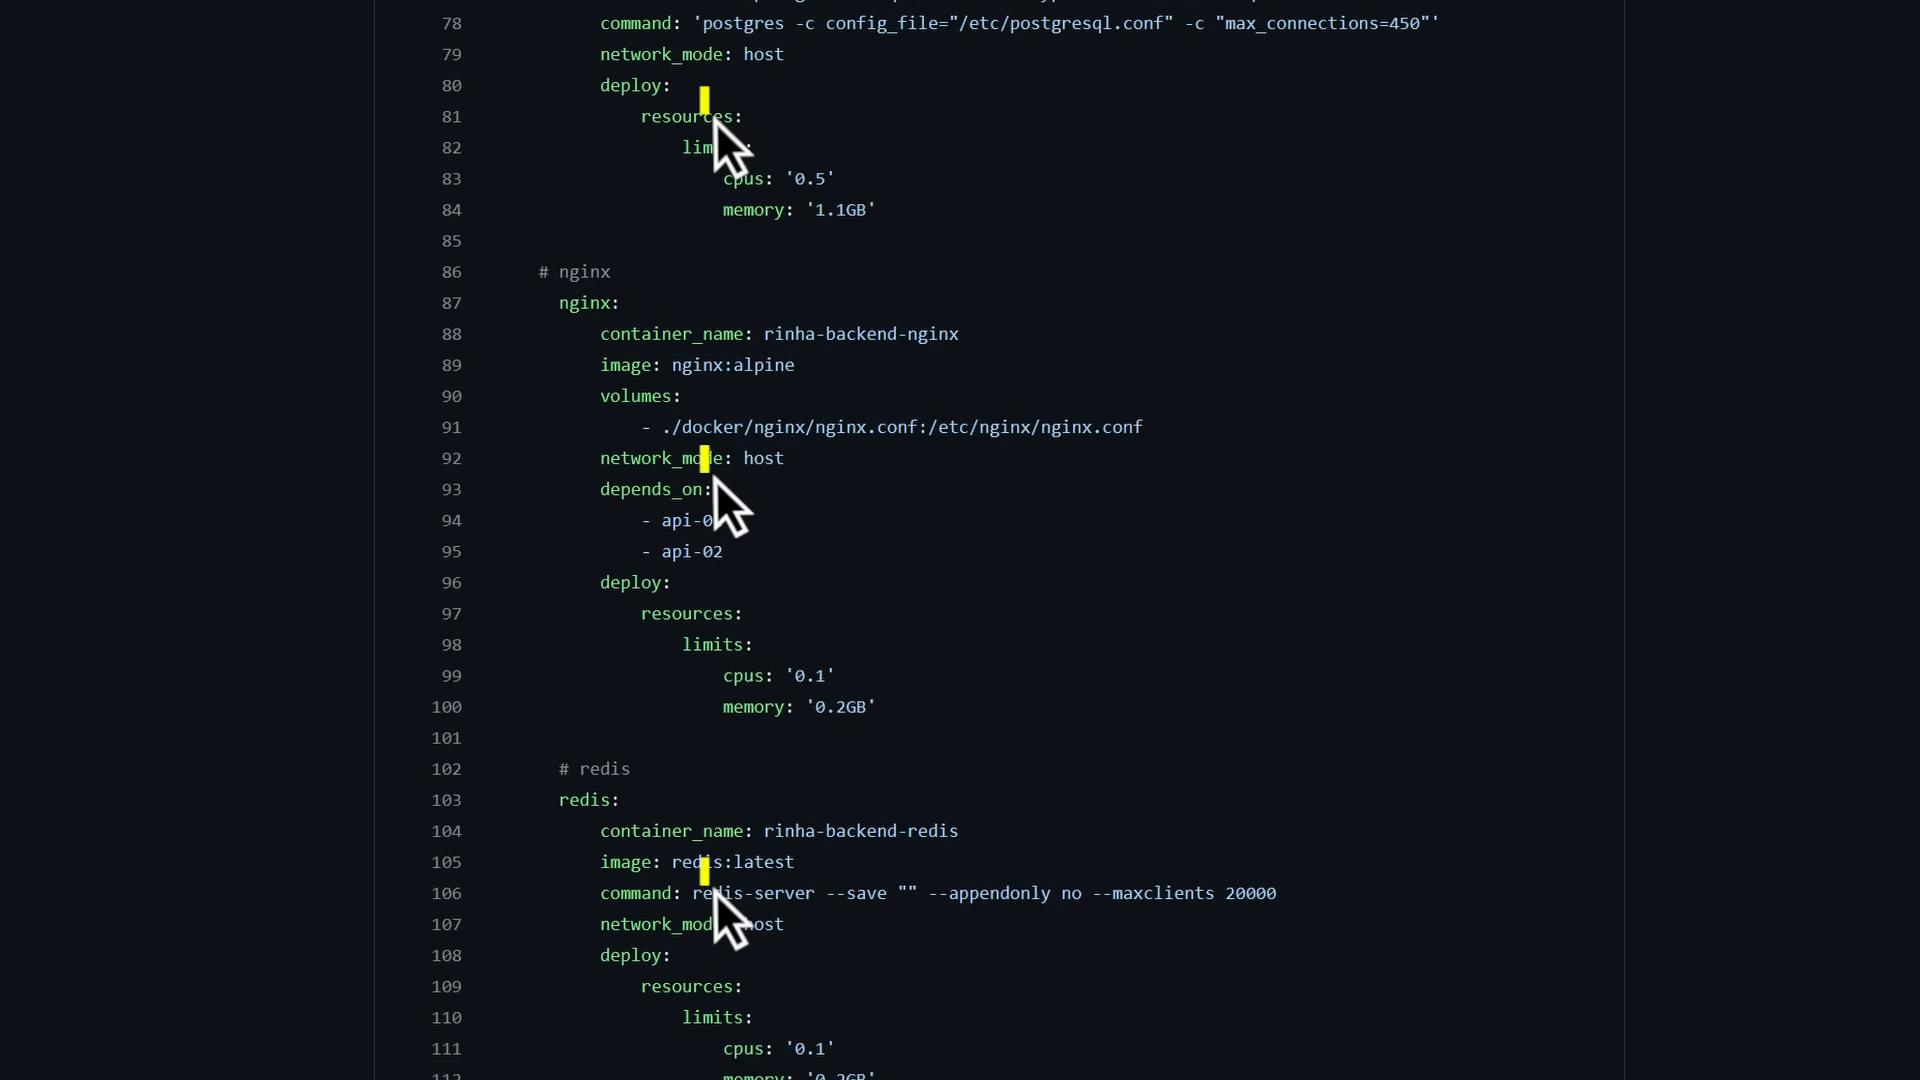 78 command: 'postgres -c config_file="/etc/postgresql.conf" -c "max_connections=450"'
79 network_mode: host
80 deploy:
81 resources:
82 lim :
83 cpus: '0.5'
84 memory: '1.1GB'
85
86 # nginx
87 nginx:
88 container_name: rinha-backend-nginx
89 image: nginx:alpine
90 volumes:
91 - ./docker/nginx/nginx.conf:/etc/nginx/nginx.conf
92 network_mode: host
93 depends_on:
94 - api-0
95 - api-02
96 deploy:
97 resources:
98 limits:
99 cpus: '0.1'
100 memory: '0.2GB'
101
102 # redis
103 redis:
104 container_name: rinha-backend-redis
105 image: redis:latest
106 command: redis-server --save "" --appendonly no --maxclients 20000
107 network_mod host
108 deploy:
109 resources:
110 limits:
111 cpus: '0.1'
112 memory: '0.2GB'